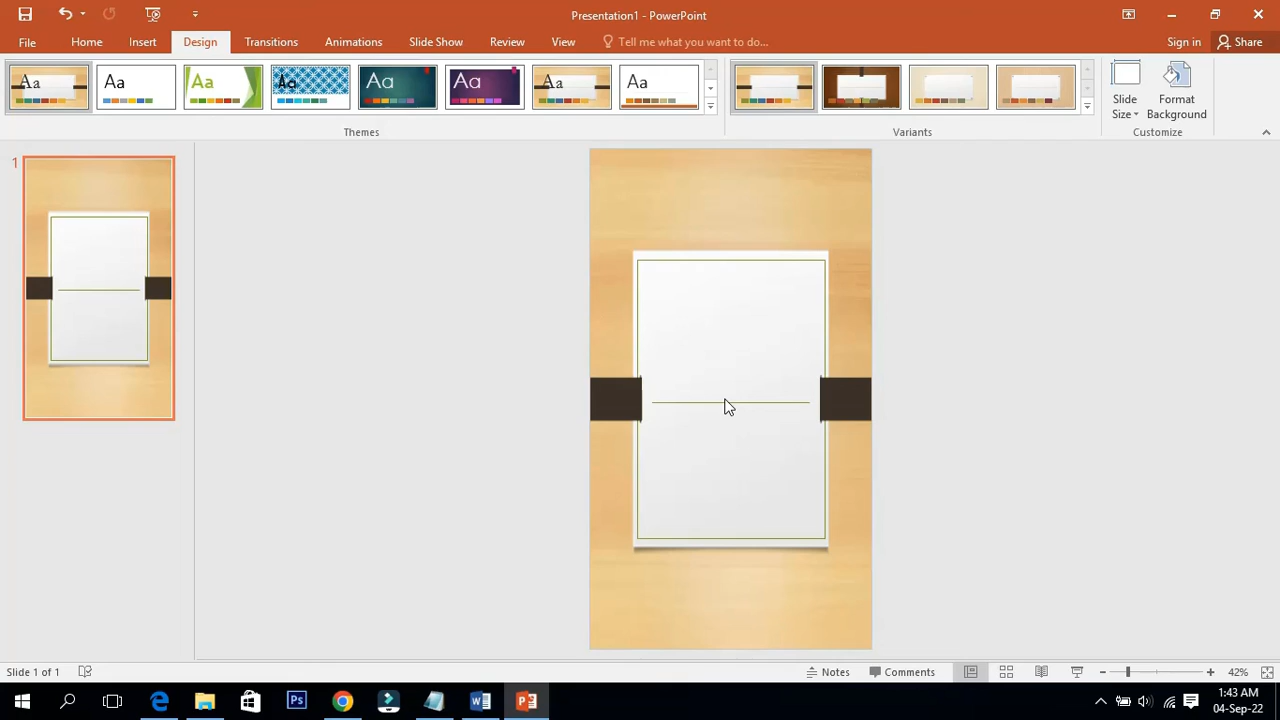 Presentation1 - PowerPoint
File Home Insert Design Transitions Animations Slide Show Review View Tell me what you want to do... Sign in Share
Aa Aa Aa Aa Aa Aa Aa Aa
Slide Size Format Background
Themes Variants Customize
1
Slide 1 of 1 Notes Comments 42%
Ps 1:43 AM
04-Sep-22